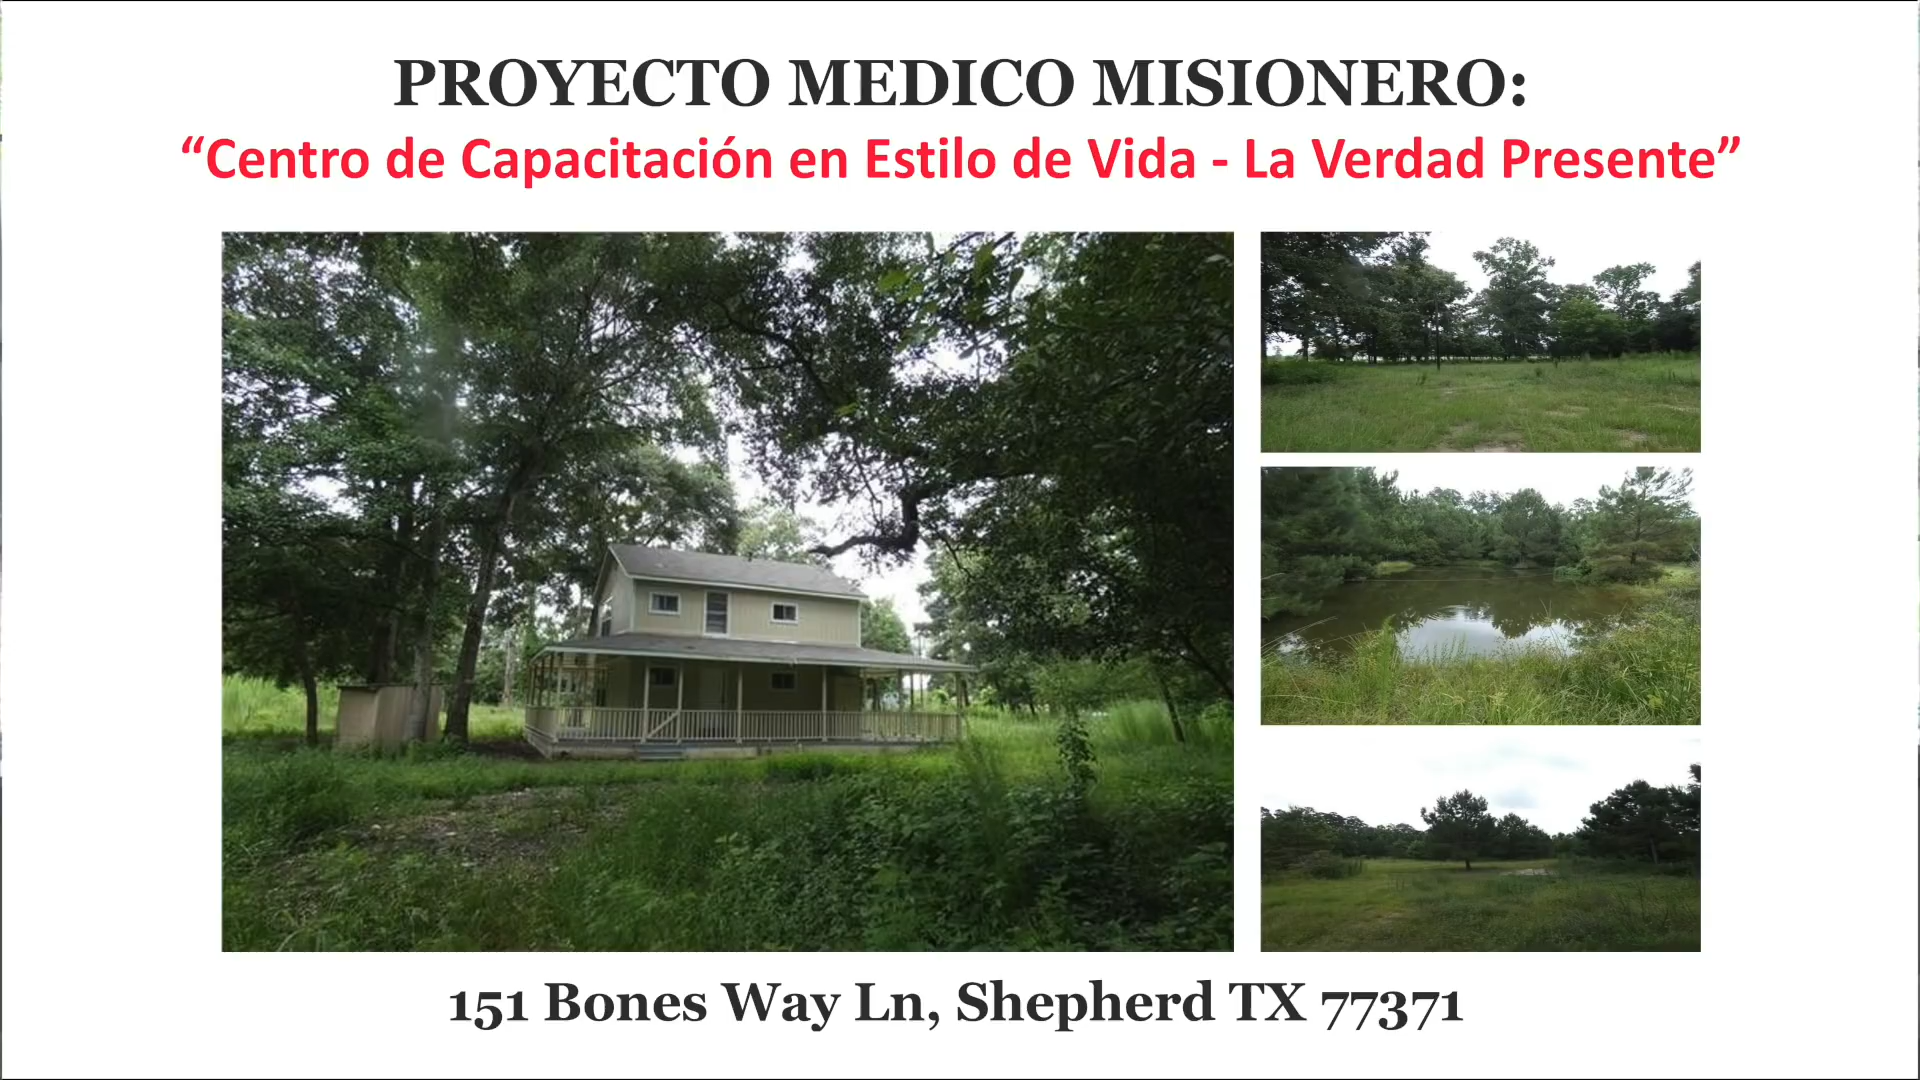 PROYECTO MEDICO MISIONERO:
“Centro de Capacitación en Estilo de Vida - La Verdad Presente”
151 Bones Way Ln, Shepherd TX 77371